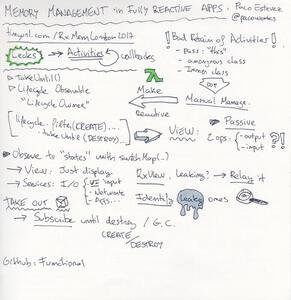 MEMORY MANAGEMENT in FULLY REACTIVE APPS. Paco Estevez
@pacoworks
tinyurl.com/RxMemLondon2017
! Bad Retain of Activities !
Leaks → Activities
callbacks
- Pass: "this"
- anonymous class
- Inner class
▷ TakeUntil()
▷ Lifecycle Observable
"Lifecycle Owner"
λ
Make
Reactive
Manual Manage.
lifecycle.filter(CREATE)...
.takeUntil(DESTROY)...
→ VIEW:
▷ Passive
2 ops: - output
- input
?!
▷ Observe to "states" with switchMap(..)
→ View: Just display
→ Services: I/O
- UI input
- Network
- Apis...
RxView. Leaking? → Relay it
Identify Leaky ones
TAKE OUT
→ Subscribe until destroy / G.C.
CREATE/
DESTROY
Github: Functional